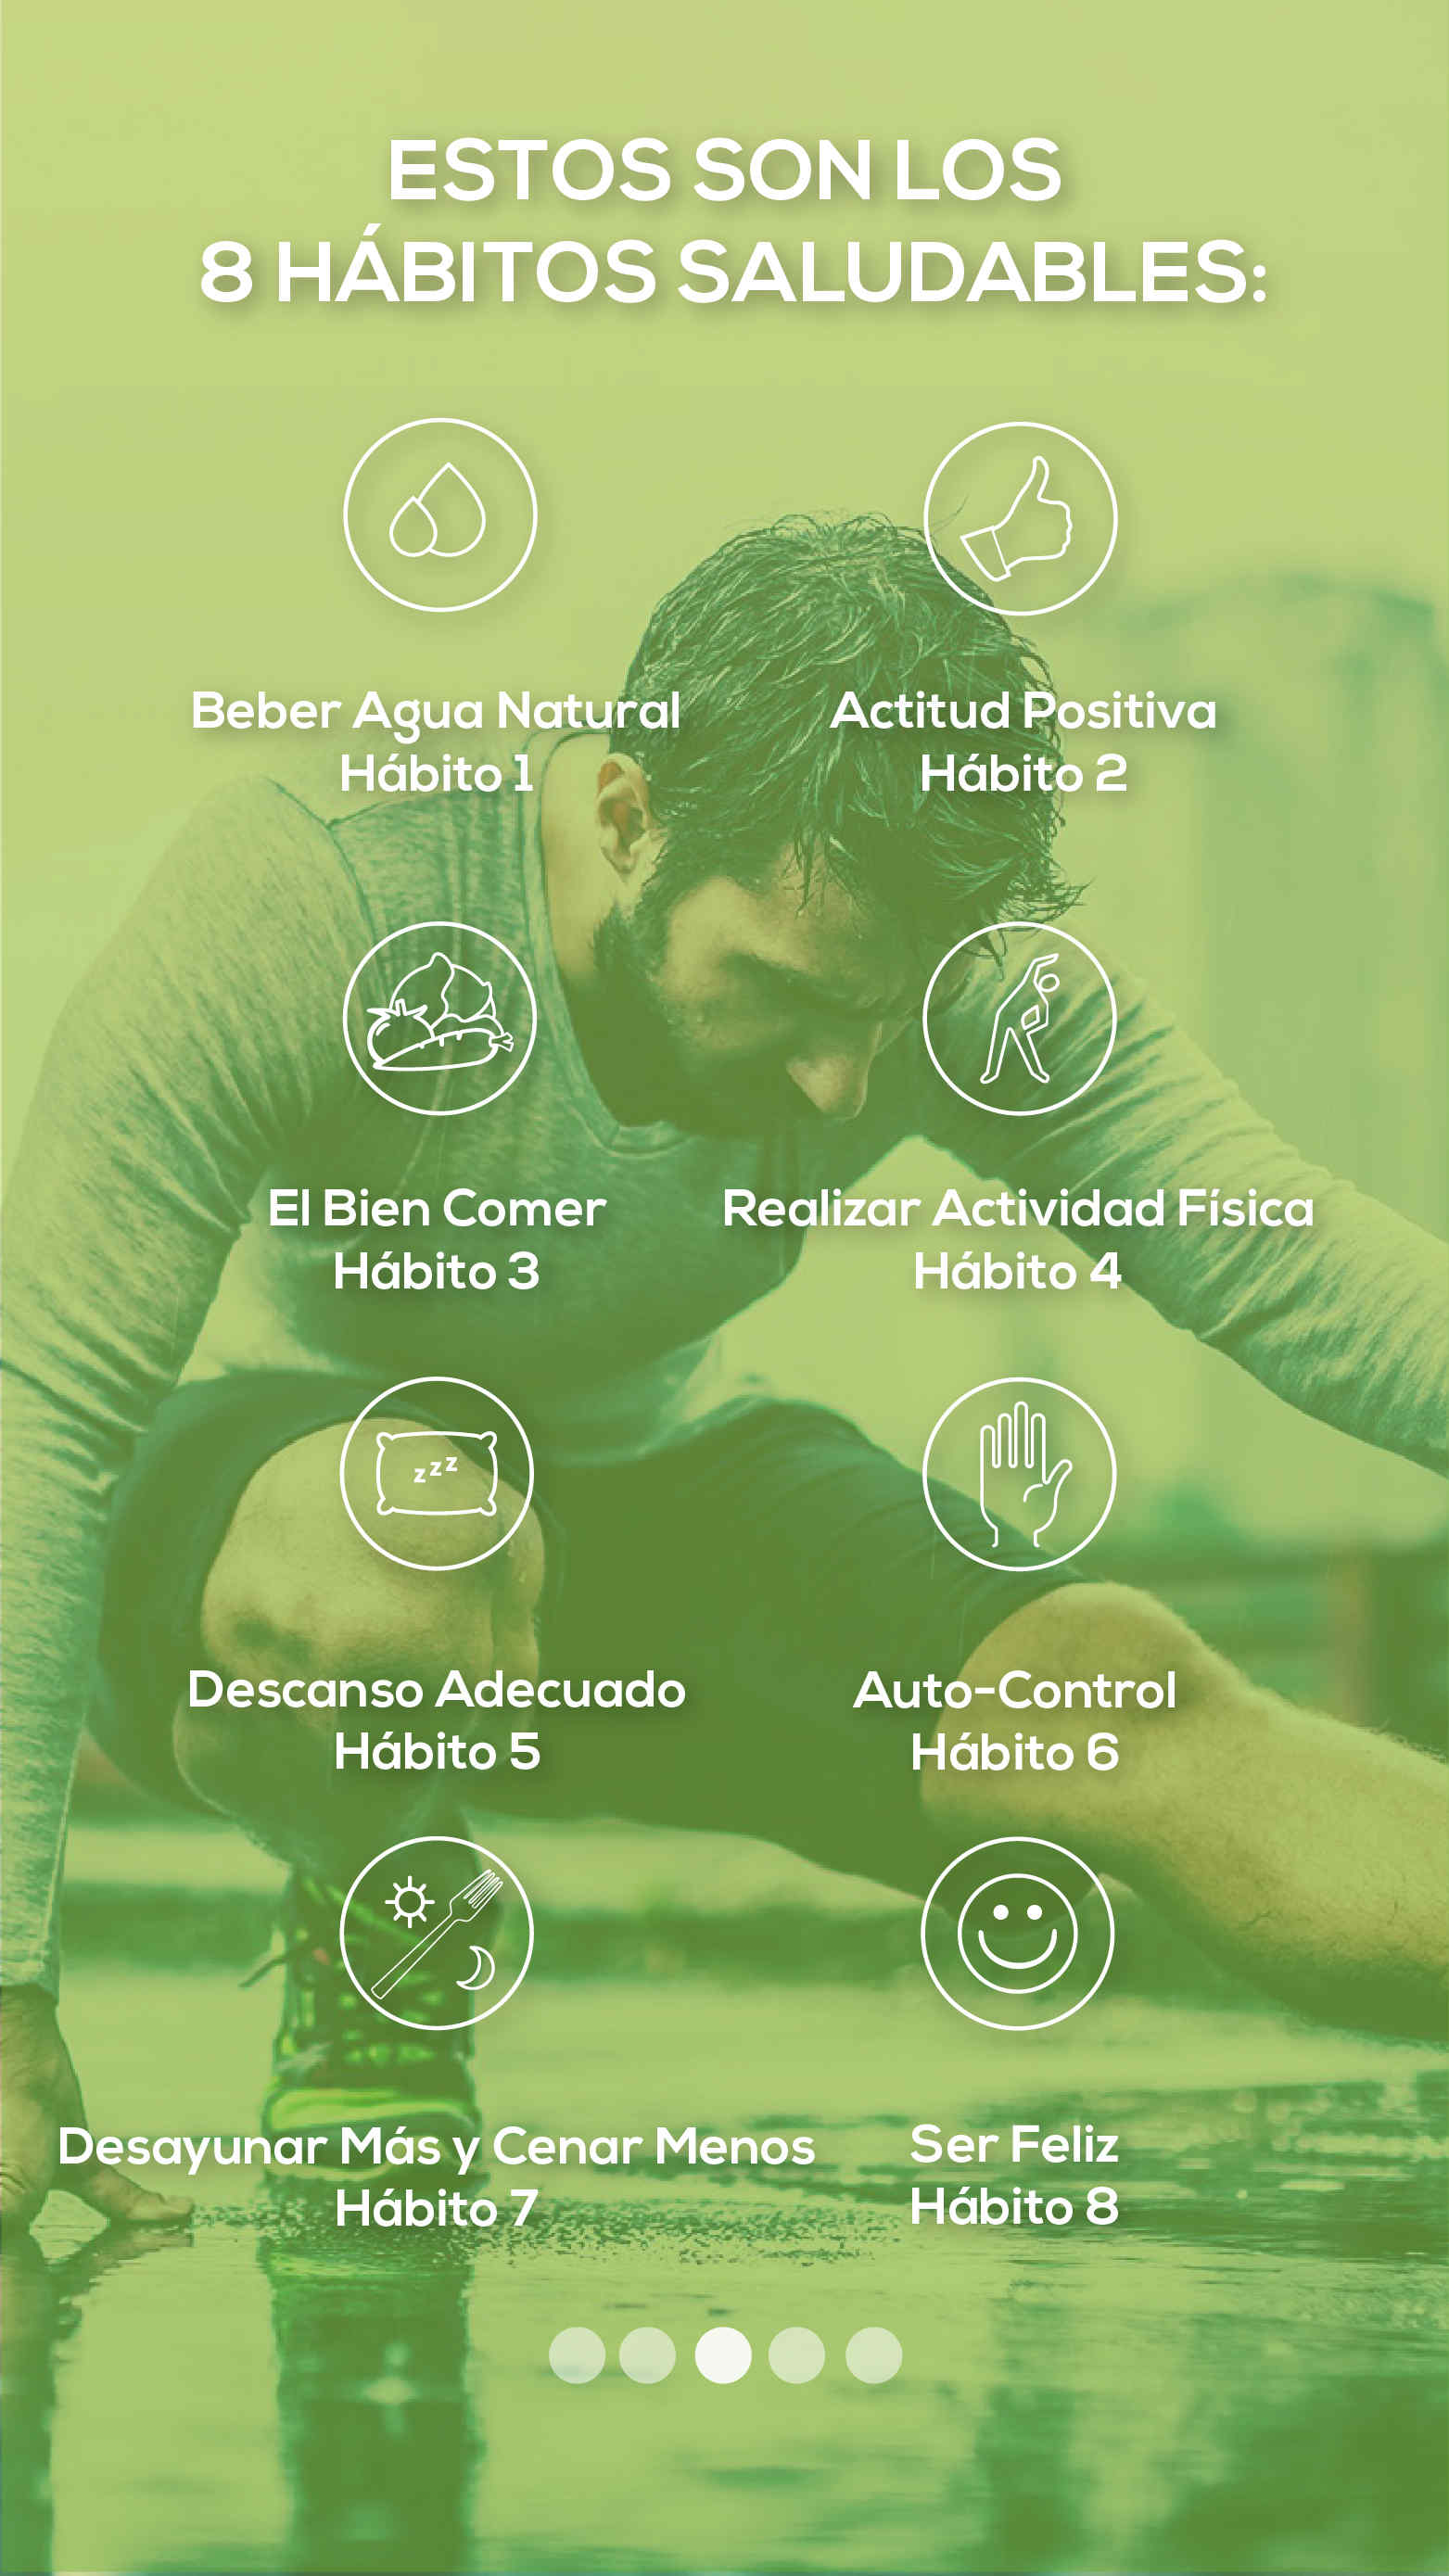 ESTOS SON LOS
8 HÁBITOS SALUDABLES:
Beber Agua Natural
Hábito 1
Actitud Positiva
Hábito 2
El Bien Comer
Hábito 3
Realizar Actividad Física
Hábito 4
zzz
Descanso Adecuado
Hábito 5
Auto-Control
Hábito 6
Desayunar Más y Cenar Menos
Hábito 7
Ser Feliz
Hábito 8